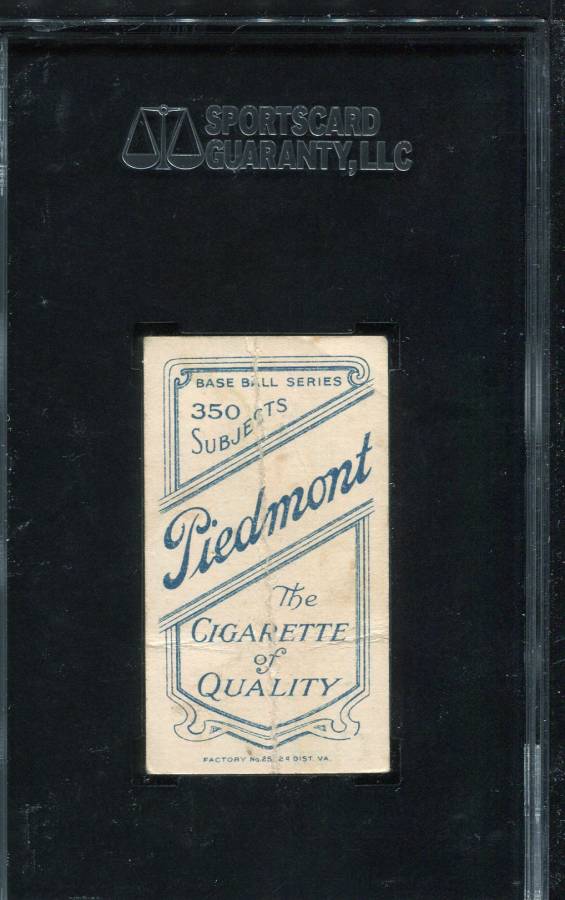 SPORTSCARD
GUARANTY, LLC
BASE BALL SERIES
350
SUBJECTS
Piedmont
The
CIGARETTE
of
QUALITY
FACTORY No. 25, 2d DIST. VA.